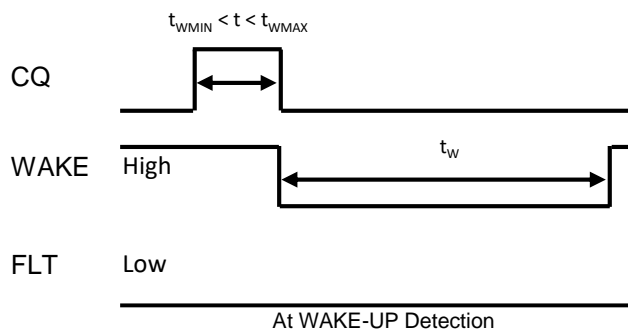 tWMIN < t < tWMAX
CQ
WAKE High
tW
FLT Low
At WAKE-UP Detection